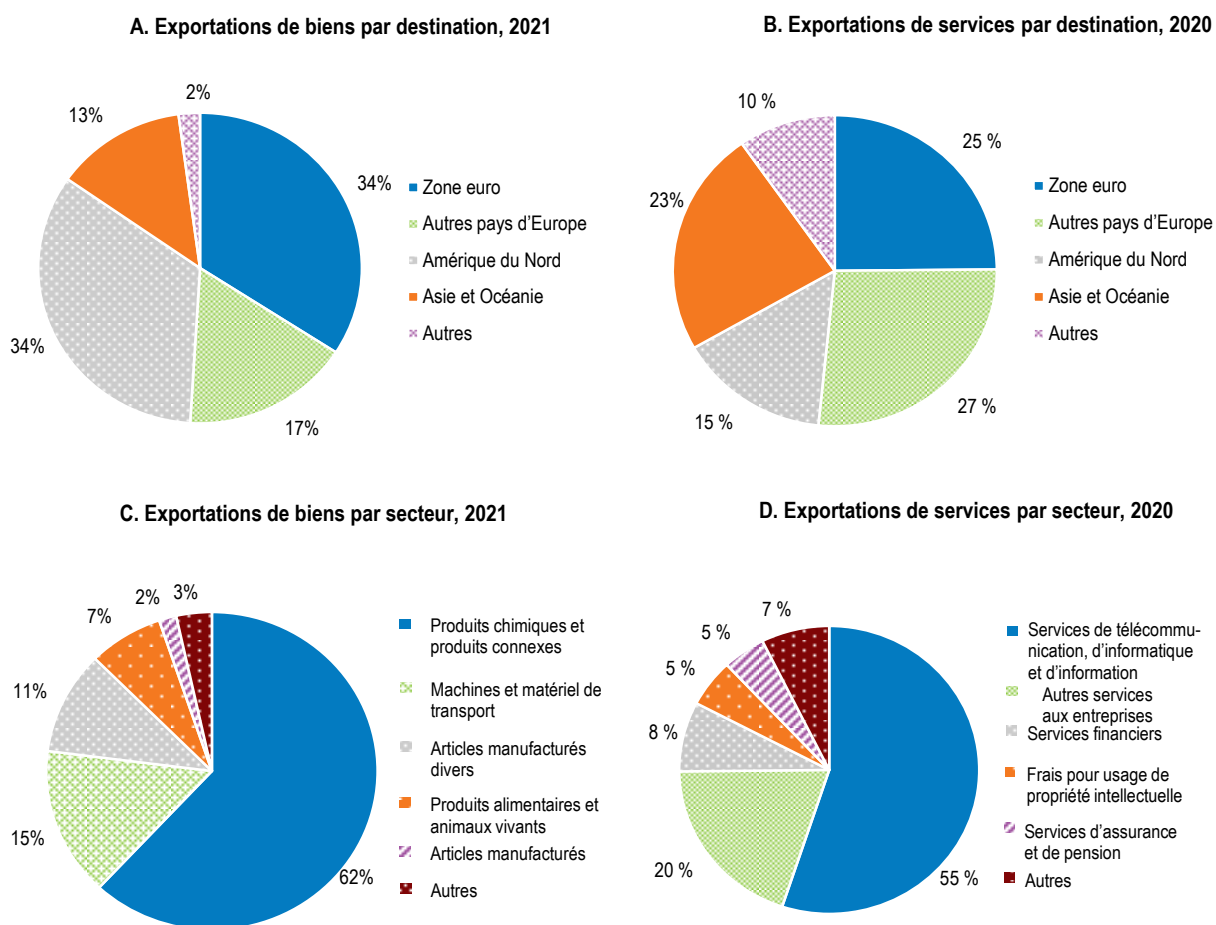 A. Exportations de biens par destination, 2021
2%
13%
34%
34%
17%
Zone euro
Autres pays d'Europe
Amérique du Nord
Asie et Océanie
Autres
B. Exportations de services par destination, 2020
10 %
25 %
23%
15 %
27 %
Zone euro
Autres pays d'Europe
Amérique du Nord
Asie et Océanie
Autres
C. Exportations de biens par secteur, 2021
2%
3%
7%
11%
15%
62%
Produits chimiques et
produits connexes
Machines et matériel de
transport
Articles manufacturés
divers
Produits alimentaires et
animaux vivants
Articles manufacturés
Autres
D. Exportations de services par secteur, 2020
7 %
5 %
5 %
8 %
20 %
55 %
Services de télécommu-
nication, d'informatique
et d'information
Autres services
aux entreprises
Services financiers
Frais pour usage de
propriété intellectuelle
Services d'assurance
et de pension
Autres